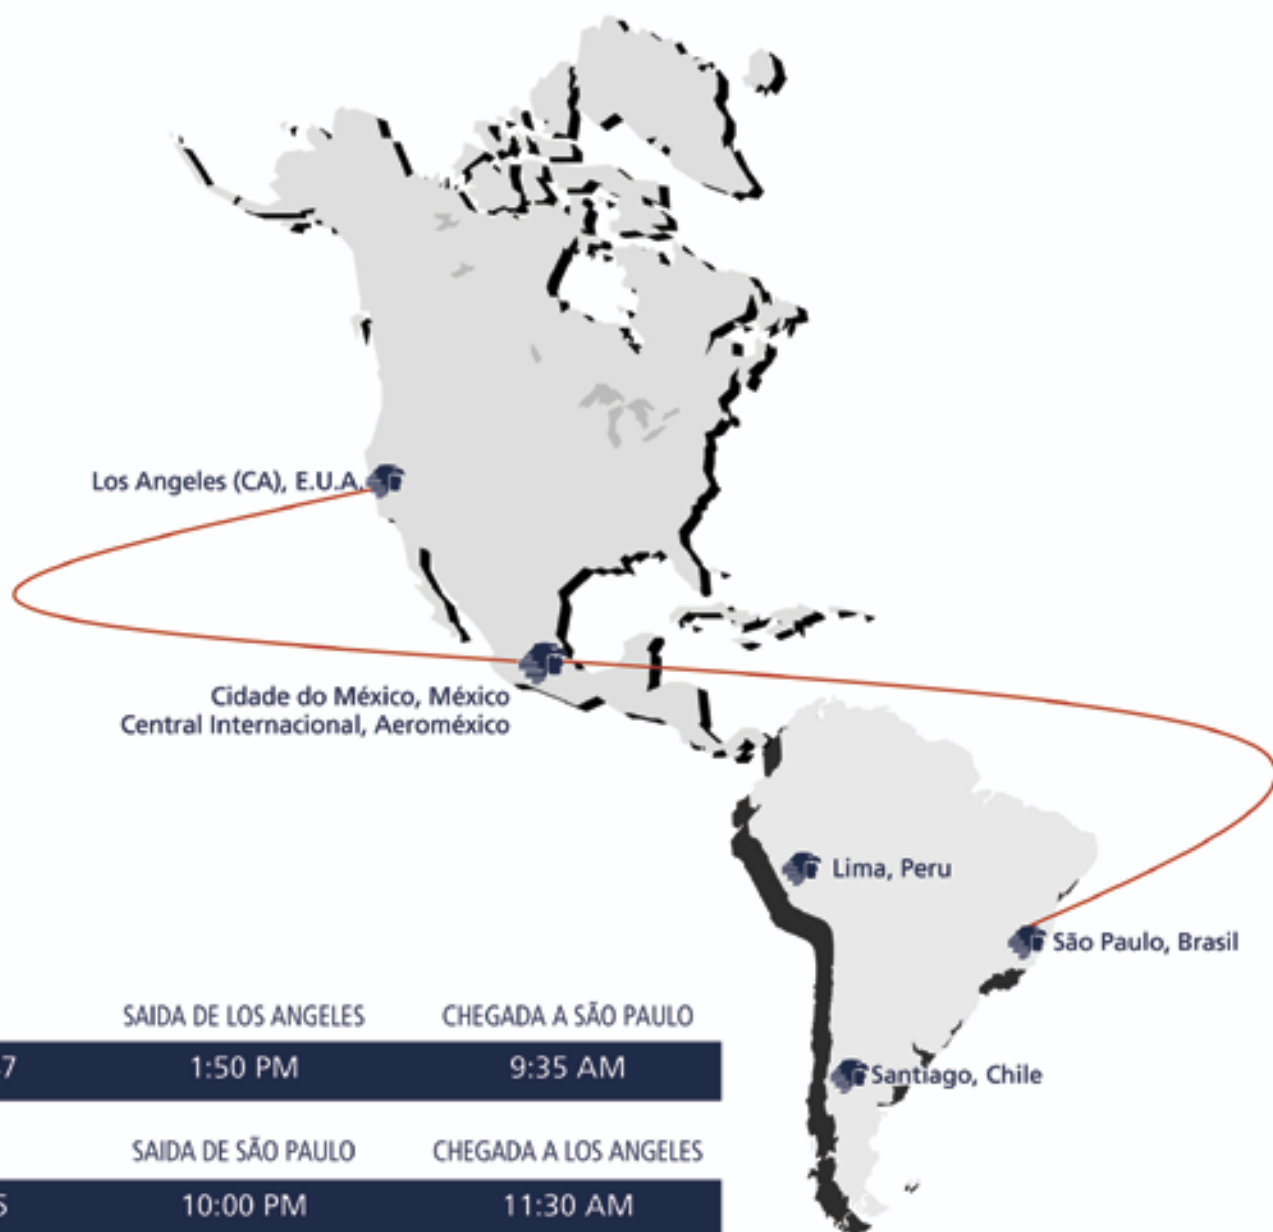 Los Angeles (CA), E.U.A.
Cidade do México, México
Central Internacional, Aeroméxico
Lima, Peru
São Paulo, Brasil
Santiago, Chile
SAIDA DE LOS ANGELES CHEGADA A SÃO PAULO
7 1:50 PM 9:35 AM
SAIDA DE SÃO PAULO CHEGADA A LOS ANGELES
5 10:00 PM 11:30 AM